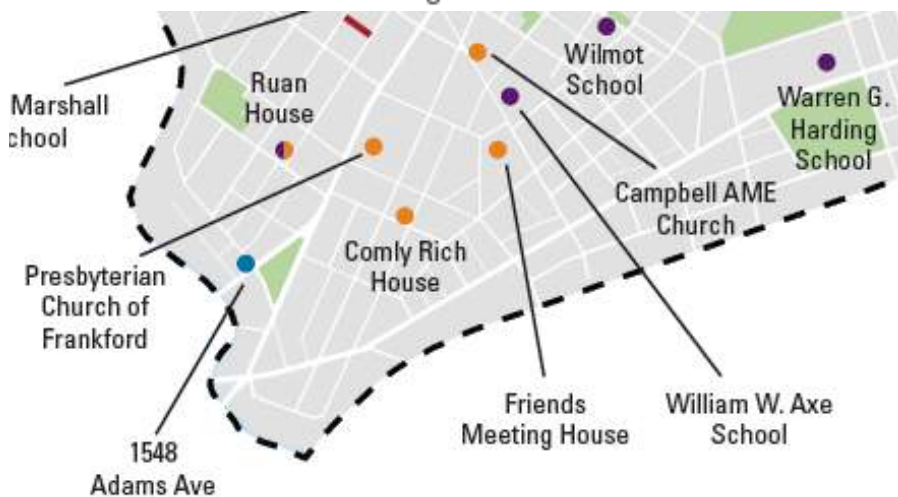 Marshall
chool
Ruan
House
Wilmot
School
Warren G.
Harding
School
Campbell AME
Church
Comly Rich
House
Presbyterian
Church of
Frankford
Friends
Meeting House
William W. Axe
School
1548
Adams Ave